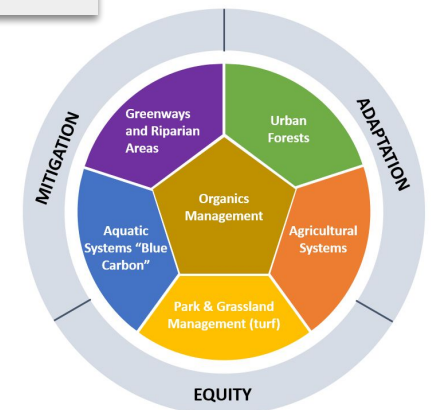 MITIGATION
ADAPTATION
Greenways
and Riparian
Areas
Urban
Forests
Organics
Management
Aquatic
Systems “Blue
Carbon”
Agricultural
Systems
Park & Grassland
Management (turf)
EQUITY